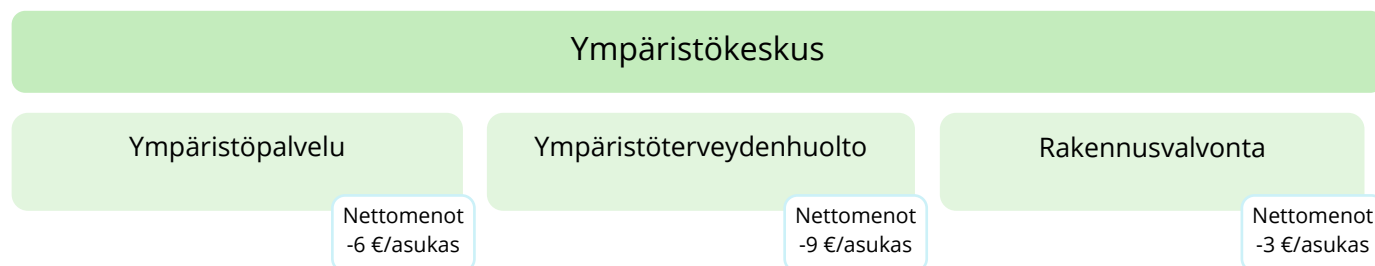 Ympäristökeskus
Ympäristöpalvelu
Ympäristöterveydenhuolto
Rakennusvalvonta
Nettomenot
-6 €/asukas
Nettomenot
-9 €/asukas
Nettomenot
-3 €/asukas